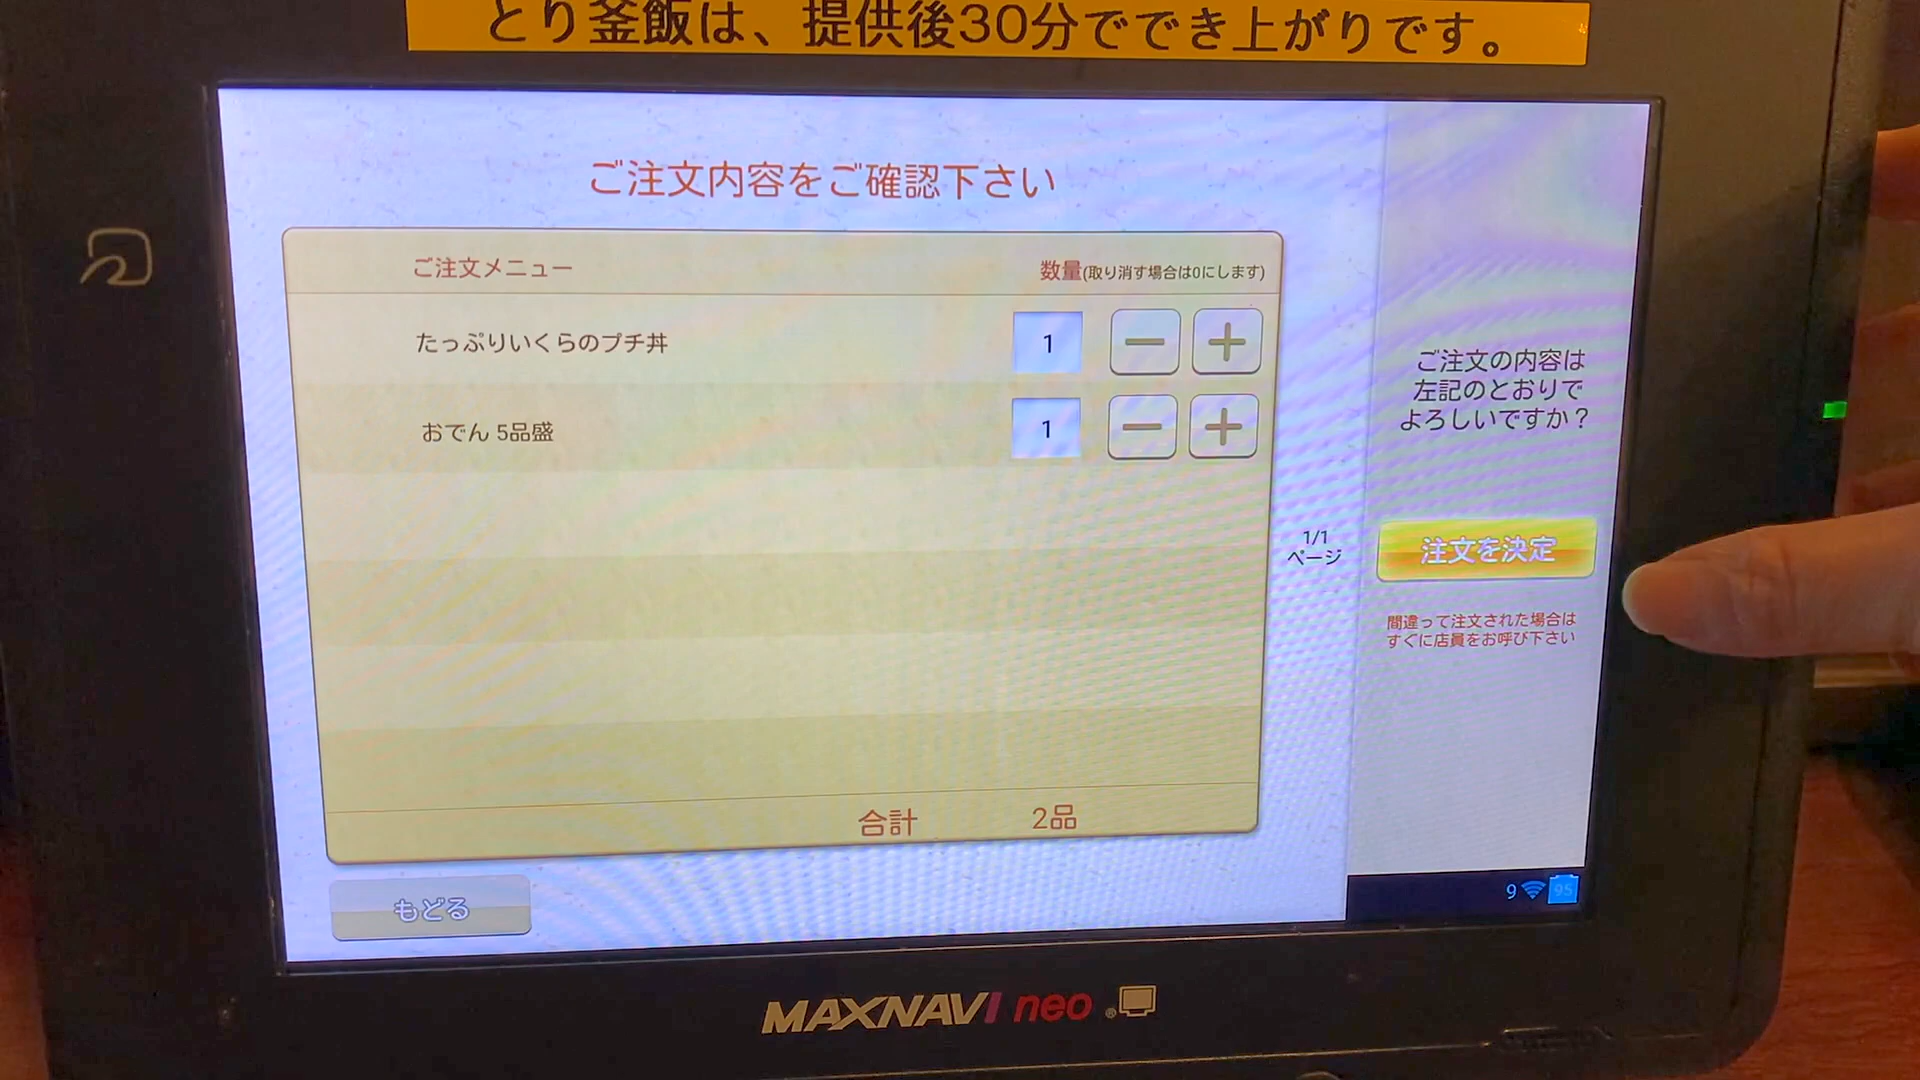 とり釜飯は、提供後30分ででき上がりです。
ご注文内容をご確認下さい
ご注文メニュー 数量(取り消す場合は0にします)
たっぷりいくらのプチ丼 1
おでん 5品盛 1
合計 2品
1/1
ページ
ご注文の内容は
左記のとおりで
よろしいですか?
注文を決定
間違って注文された場合は
すぐに店員をお呼び下さい
もどる
9 95
MAXNAVI neo